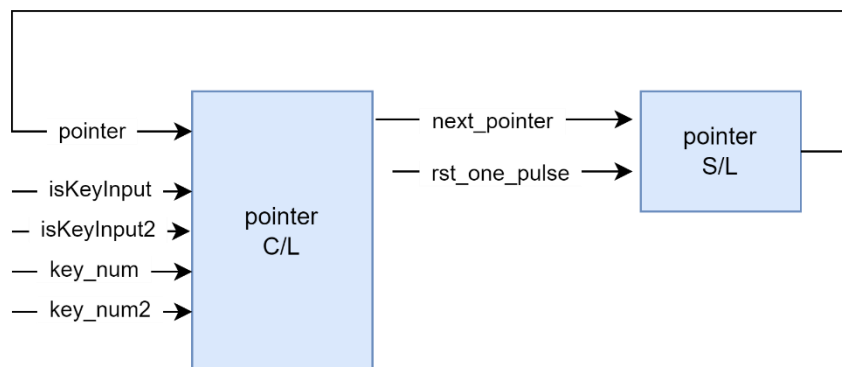 pointer
isKeyInput
isKeyInput2
key_num
key_num2
pointer
C/L
next_pointer
rst_one_pulse
pointer
S/L